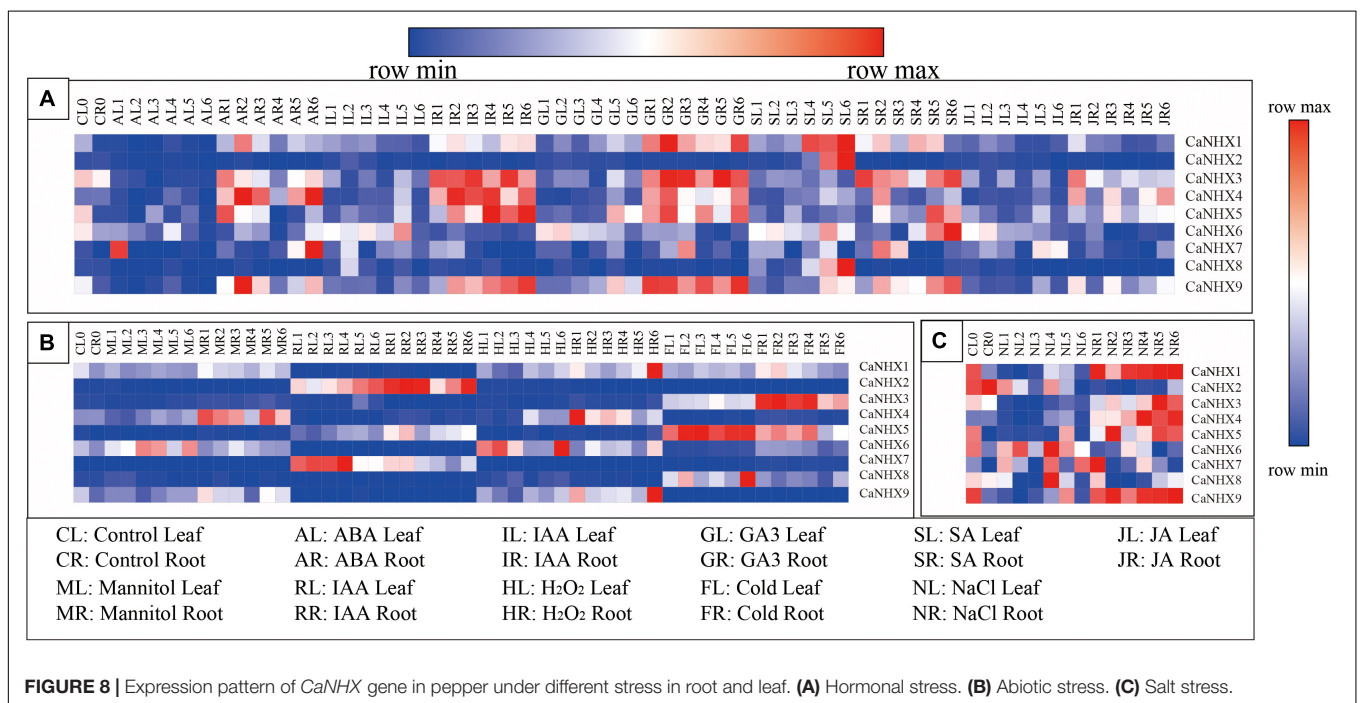 row min
row max
A
CL0 CR0 AL1 AL2 AL3 AL4 AL5 AL6 AR1 AR2 AR3 AR4 AR5 AR6 IL1 IL2 IL3 IL4 IL5 IL6 IR1 IR2 IR3 IR4 IR5 IR6 GL1 GL2 GL3 GL4 GL5 GL6 GR1 GR2 GR3 GR4 GR5 GR6 SL1 SL2 SL3 SL4 SL5 SL6 SR1 SR2 SR3 SR4 SR5 SR6 JL1 JL2 JL3 JL4 JL5 JL6 JR1 JR2 JR3 JR4 JR5 JR6
CaNHX1
CaNHX2
CaNHX3
CaNHX4
CaNHX5
CaNHX6
CaNHX7
CaNHX8
CaNHX9
row max
row min
B
CL0 CR0 ML1 ML2 ML3 ML4 ML5 ML6 MR1 MR2 MR3 MR4 MR5 MR6 RL1 RL2 RL3 RL4 RL5 RL6 RR1 RR2 RR3 RR4 RR5 RR6 HL1 HL2 HL3 HL4 HL5 HL6 HR1 HR2 HR3 HR4 HR5 HR6 FL1 FL2 FL3 FL4 FL5 FL6 FR1 FR2 FR3 FR4 FR5 FR6
CaNHX1
CaNHX2
CaNHX3
CaNHX4
CaNHX5
CaNHX6
CaNHX7
CaNHX8
CaNHX9
C
CL0 CR0 NL1 NL2 NL3 NL4 NL5 NL6 NR1 NR2 NR3 NR4 NR5 NR6
CaNHX1
CaNHX2
CaNHX3
CaNHX4
CaNHX5
CaNHX6
CaNHX7
CaNHX8
CaNHX9
CL: Control Leaf AL: ABA Leaf IL: IAA Leaf GL: GA3 Leaf SL: SA Leaf JL: JA Leaf
CR: Control Root AR: ABA Root IR: IAA Root GR: GA3 Root SR: SA Root JR: JA Root
ML: Mannitol Leaf RL: IAA Leaf HL: H2O2 Leaf FL: Cold Leaf NL: NaCl Leaf
MR: Mannitol Root RR: IAA Root HR: H2O2 Root FR: Cold Root NR: NaCl Root
FIGURE 8 | Expression pattern of CaNHX gene in pepper under different stress in root and leaf. (A) Hormonal stress. (B) Abiotic stress. (C) Salt stress.